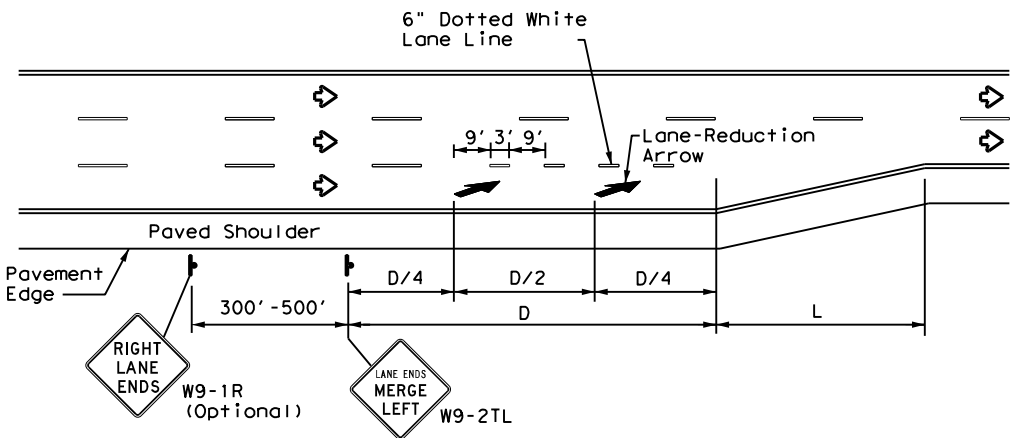 6" Dotted White
Lane Line
9' 3' 9'
Lane-Reduction
Arrow
Paved Shoulder
Pavement
Edge
D/4 D/2 D/4
300'-500' D L
RIGHT
LANE
ENDS
W9-1R
(Optional)
LANE ENDS
MERGE
LEFT
W9-2TL